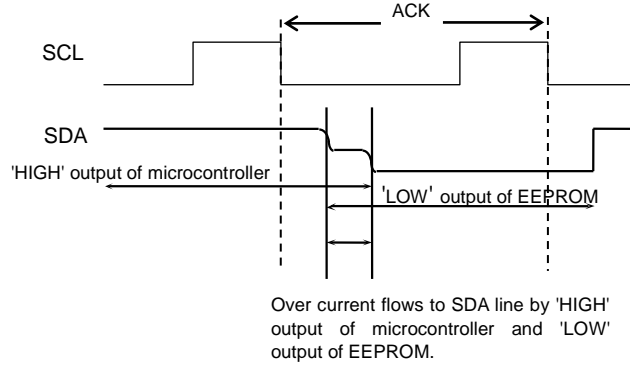 ACK
SCL
SDA
'HIGH' output of microcontroller
'LOW' output of EEPROM
Over current flows to SDA line by 'HIGH'
output of microcontroller and 'LOW'
output of EEPROM.